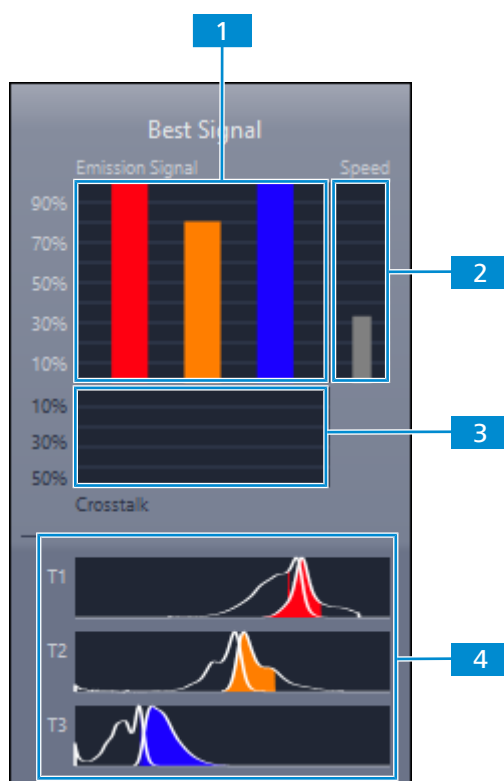 1
Best Signal
Emission Signal Speed
90%
70%
50%
30%
10%
2
10%
30%
50%
3
Crosstalk
T1
T2
T3
4